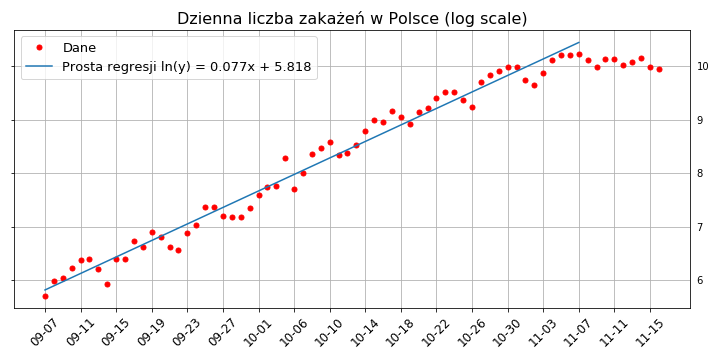 Dzienna liczba zakażeń w Polsce (log scale)
Dane
Prosta regresji ln(y) = 0.077x + 5.818
10
9
8
7
6
09-07 09-11 09-15 09-19 09-23 09-27 10-01 10-06 10-10 10-14 10-18 10-22 10-26 10-30 11-03 11-07 11-11 11-15